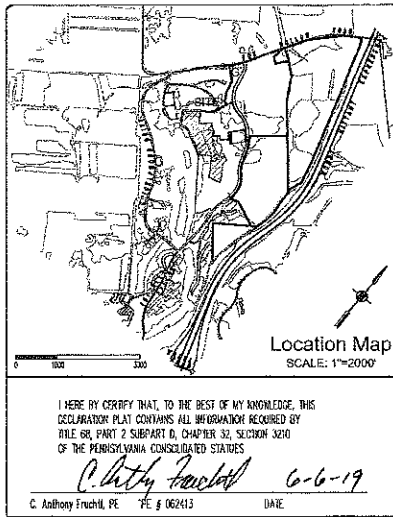 SITE
Location Map
SCALE: 1"=2000'
0 1000 3000
I HERE BY CERTIFY THAT, TO THE BEST OF MY KNOWLEDGE, THIS
DECLARATION PLAT CONTAINS ALL INFORMATION REQUIRED BY
TITLE 68, PART 2 SUBPART D, CHAPTER 32, SECTION 3210
OF THE PENNSYLVANIA CONSOLIDATED STATUES
C. Anthony Fruchtl 6-6-19
C. Anthony Fruchtl, PE PE # 062413 DATE